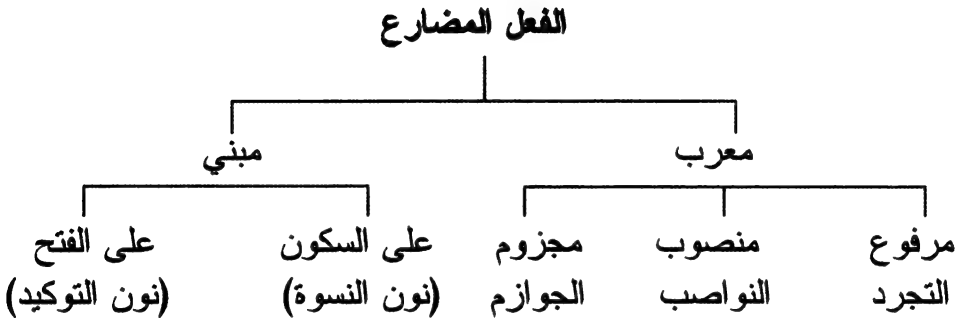 الفعل المضارع
معرب مبني
مرفوع منصوب مجزوم على السكون على الفتح
التجرد النواصب الجوازم (نون النسوة) (نون التوكيد)